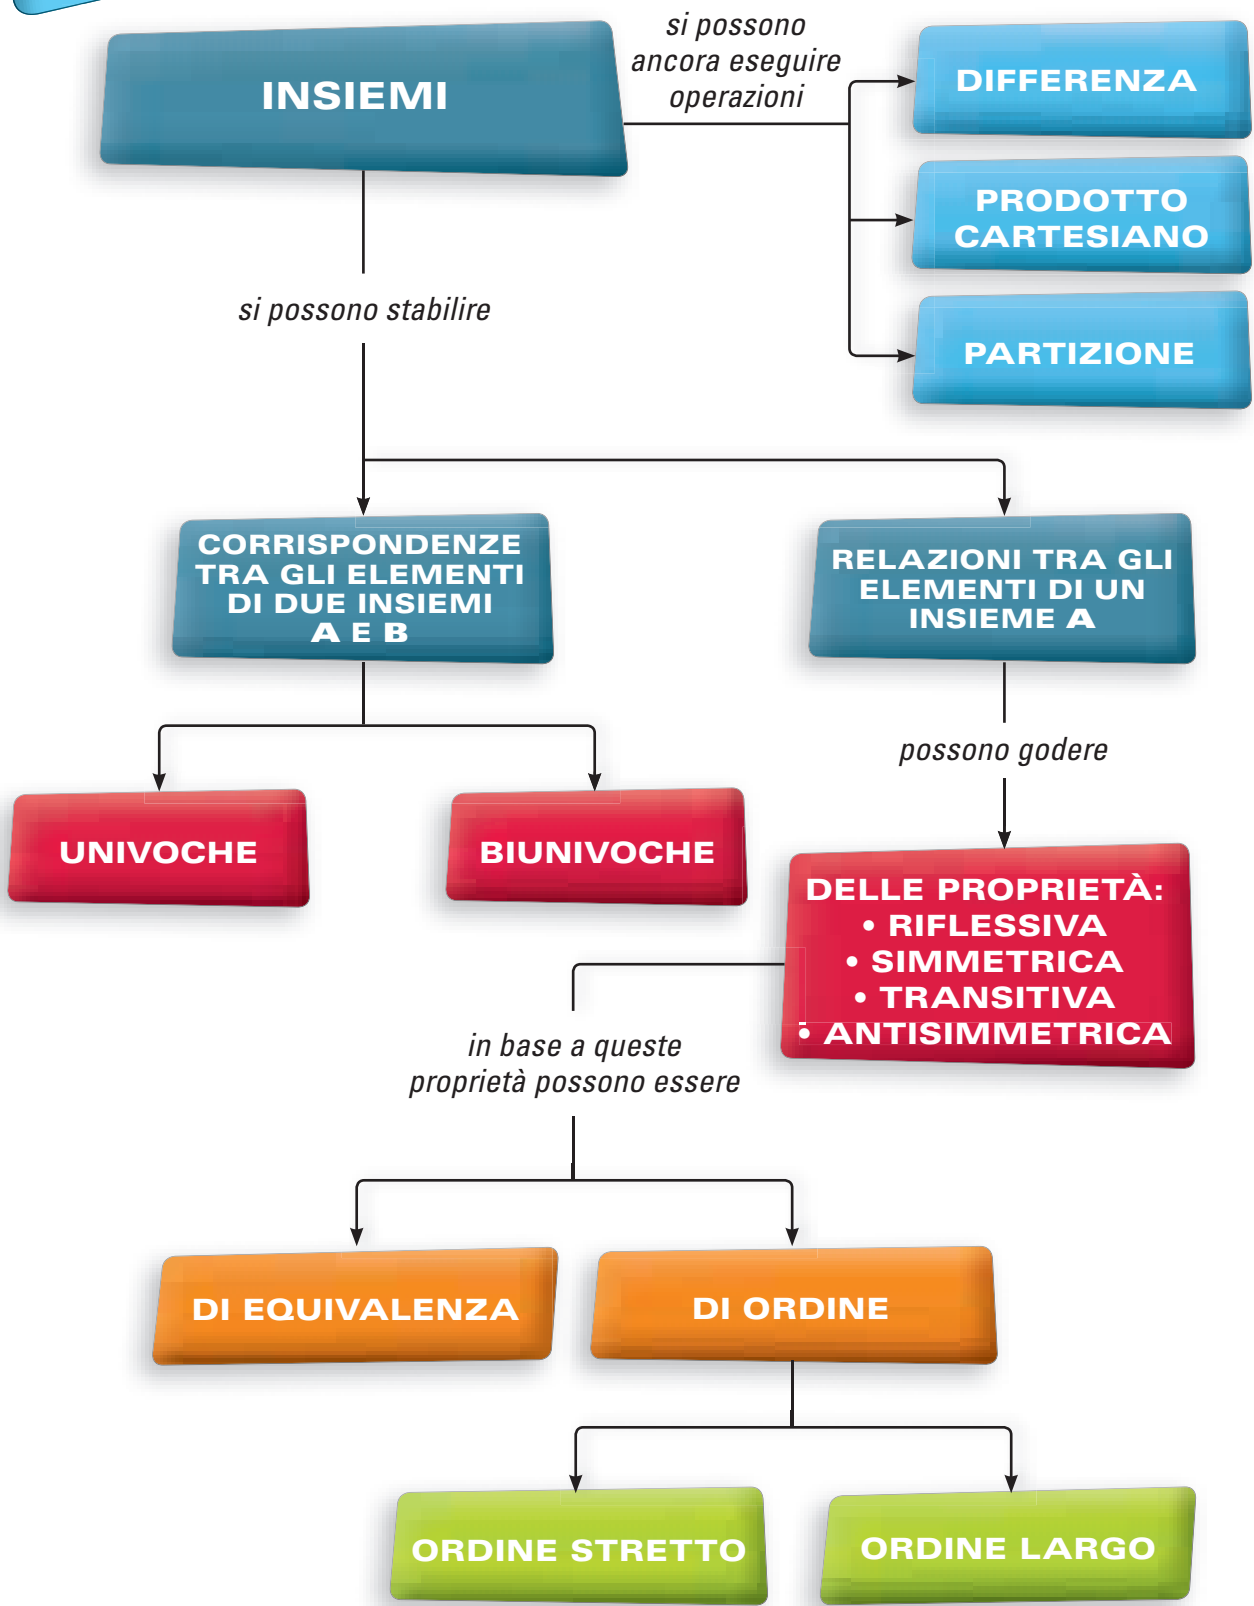 INSIEMI
si possono
ancora eseguire
operazioni
DIFFERENZA
PRODOTTO
CARTESIANO
PARTIZIONE
si possono stabilire
CORRISPONDENZE
TRA GLI ELEMENTI
DI DUE INSIEMI
A E B
RELAZIONI TRA GLI
ELEMENTI DI UN
INSIEME A
possono godere
UNIVOCHE
BIUNIVOCHE
DELLE PROPRIETÀ:
• RIFLESSIVA
• SIMMETRICA
• TRANSITIVA
• ANTISIMMETRICA
in base a queste
proprietà possono essere
DI EQUIVALENZA
DI ORDINE
ORDINE STRETTO
ORDINE LARGO